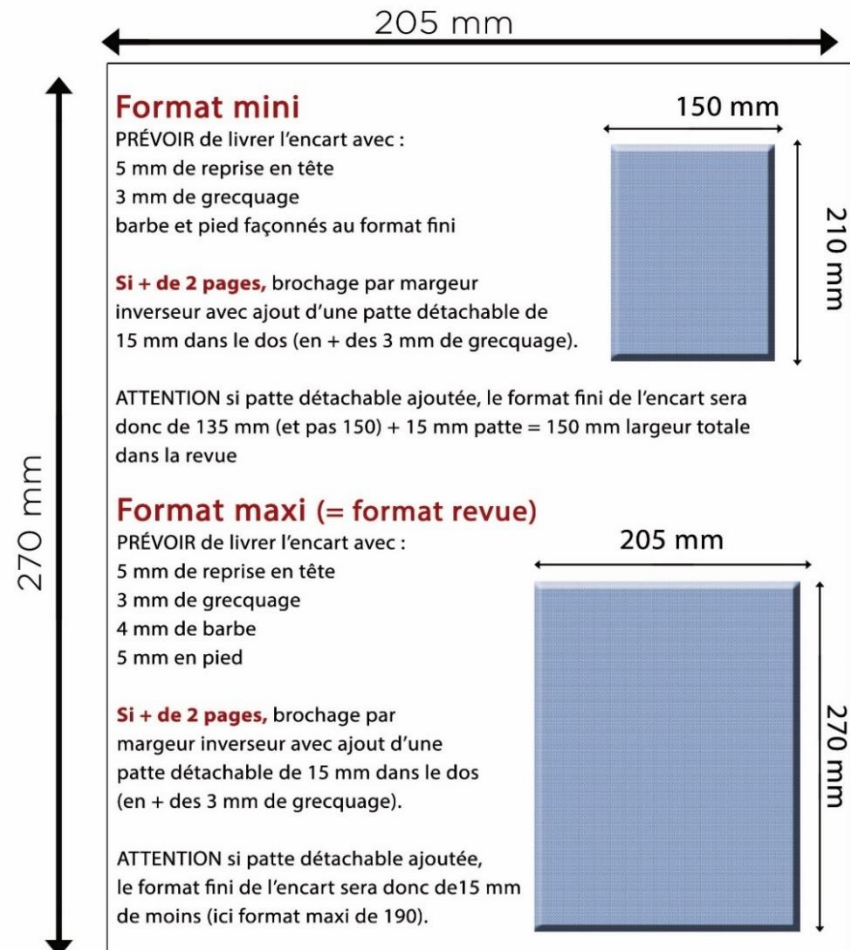 205 mm
270 mm
Format mini
PRÉVOIR de livrer l’encart avec :
5 mm de reprise en tête
3 mm de grecquage
barbe et pied façonnés au format fini
150 mm
210 mm
Si + de 2 pages, brochage par margeur
inverseur avec ajout d’une patte détachable de
15 mm dans le dos (en + des 3 mm de grecquage).
ATTENTION si patte détachable ajoutée, le format fini de l’encart sera
donc de 135 mm (et pas 150) + 15 mm patte = 150 mm largeur totale
dans la revue
Format maxi (= format revue)
PRÉVOIR de livrer l’encart avec :
5 mm de reprise en tête
3 mm de grecquage
4 mm de barbe
5 mm en pied
205 mm
270 mm
Si + de 2 pages, brochage par
margeur inverseur avec ajout d’une
patte détachable de 15 mm dans le dos
(en + des 3 mm de grecquage).
ATTENTION si patte détachable ajoutée,
le format fini de l’encart sera donc de15 mm
de moins (ici format maxi de 190).